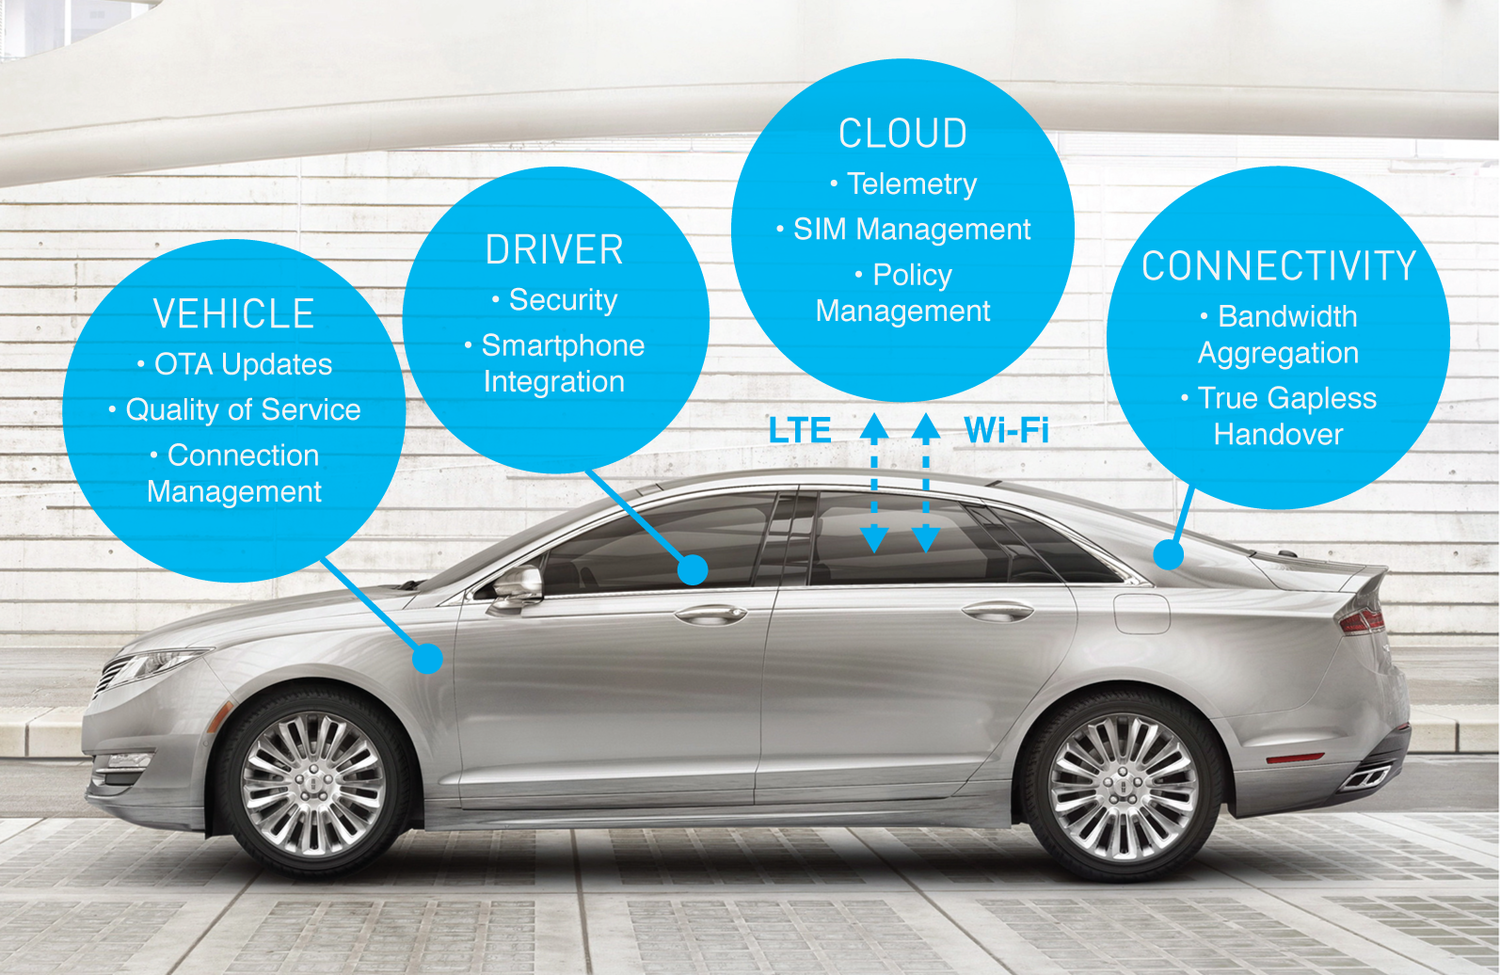 VEHICLE
• OTA Updates
• Quality of Service
• Connection
Management
DRIVER
• Security
• Smartphone
Integration
CLOUD
• Telemetry
• SIM Management
• Policy
Management
LTE
Wi-Fi
CONNECTIVITY
• Bandwidth
Aggregation
• True Gapless
Handover